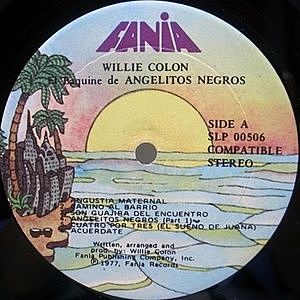 FANIA
WILLIE COLON
El Baquine de ANGELITOS NEGROS
SIDE A
SLP 00506
COMPATIBLE
STEREO
ANGUSTIA MATERNAL
CAMINO AL BARRIO
SON GUAJIRA DEL ENCUENTRO
ANGELITOS NEGROS (Part 1)
CUATRO POR TRES (EL SUENO DE JUANA)
ACUERDATE
Written, arranged and
prod. by: Willie Colon
Fania Publishing Company, Inc.
℗ 1977, Fania Records